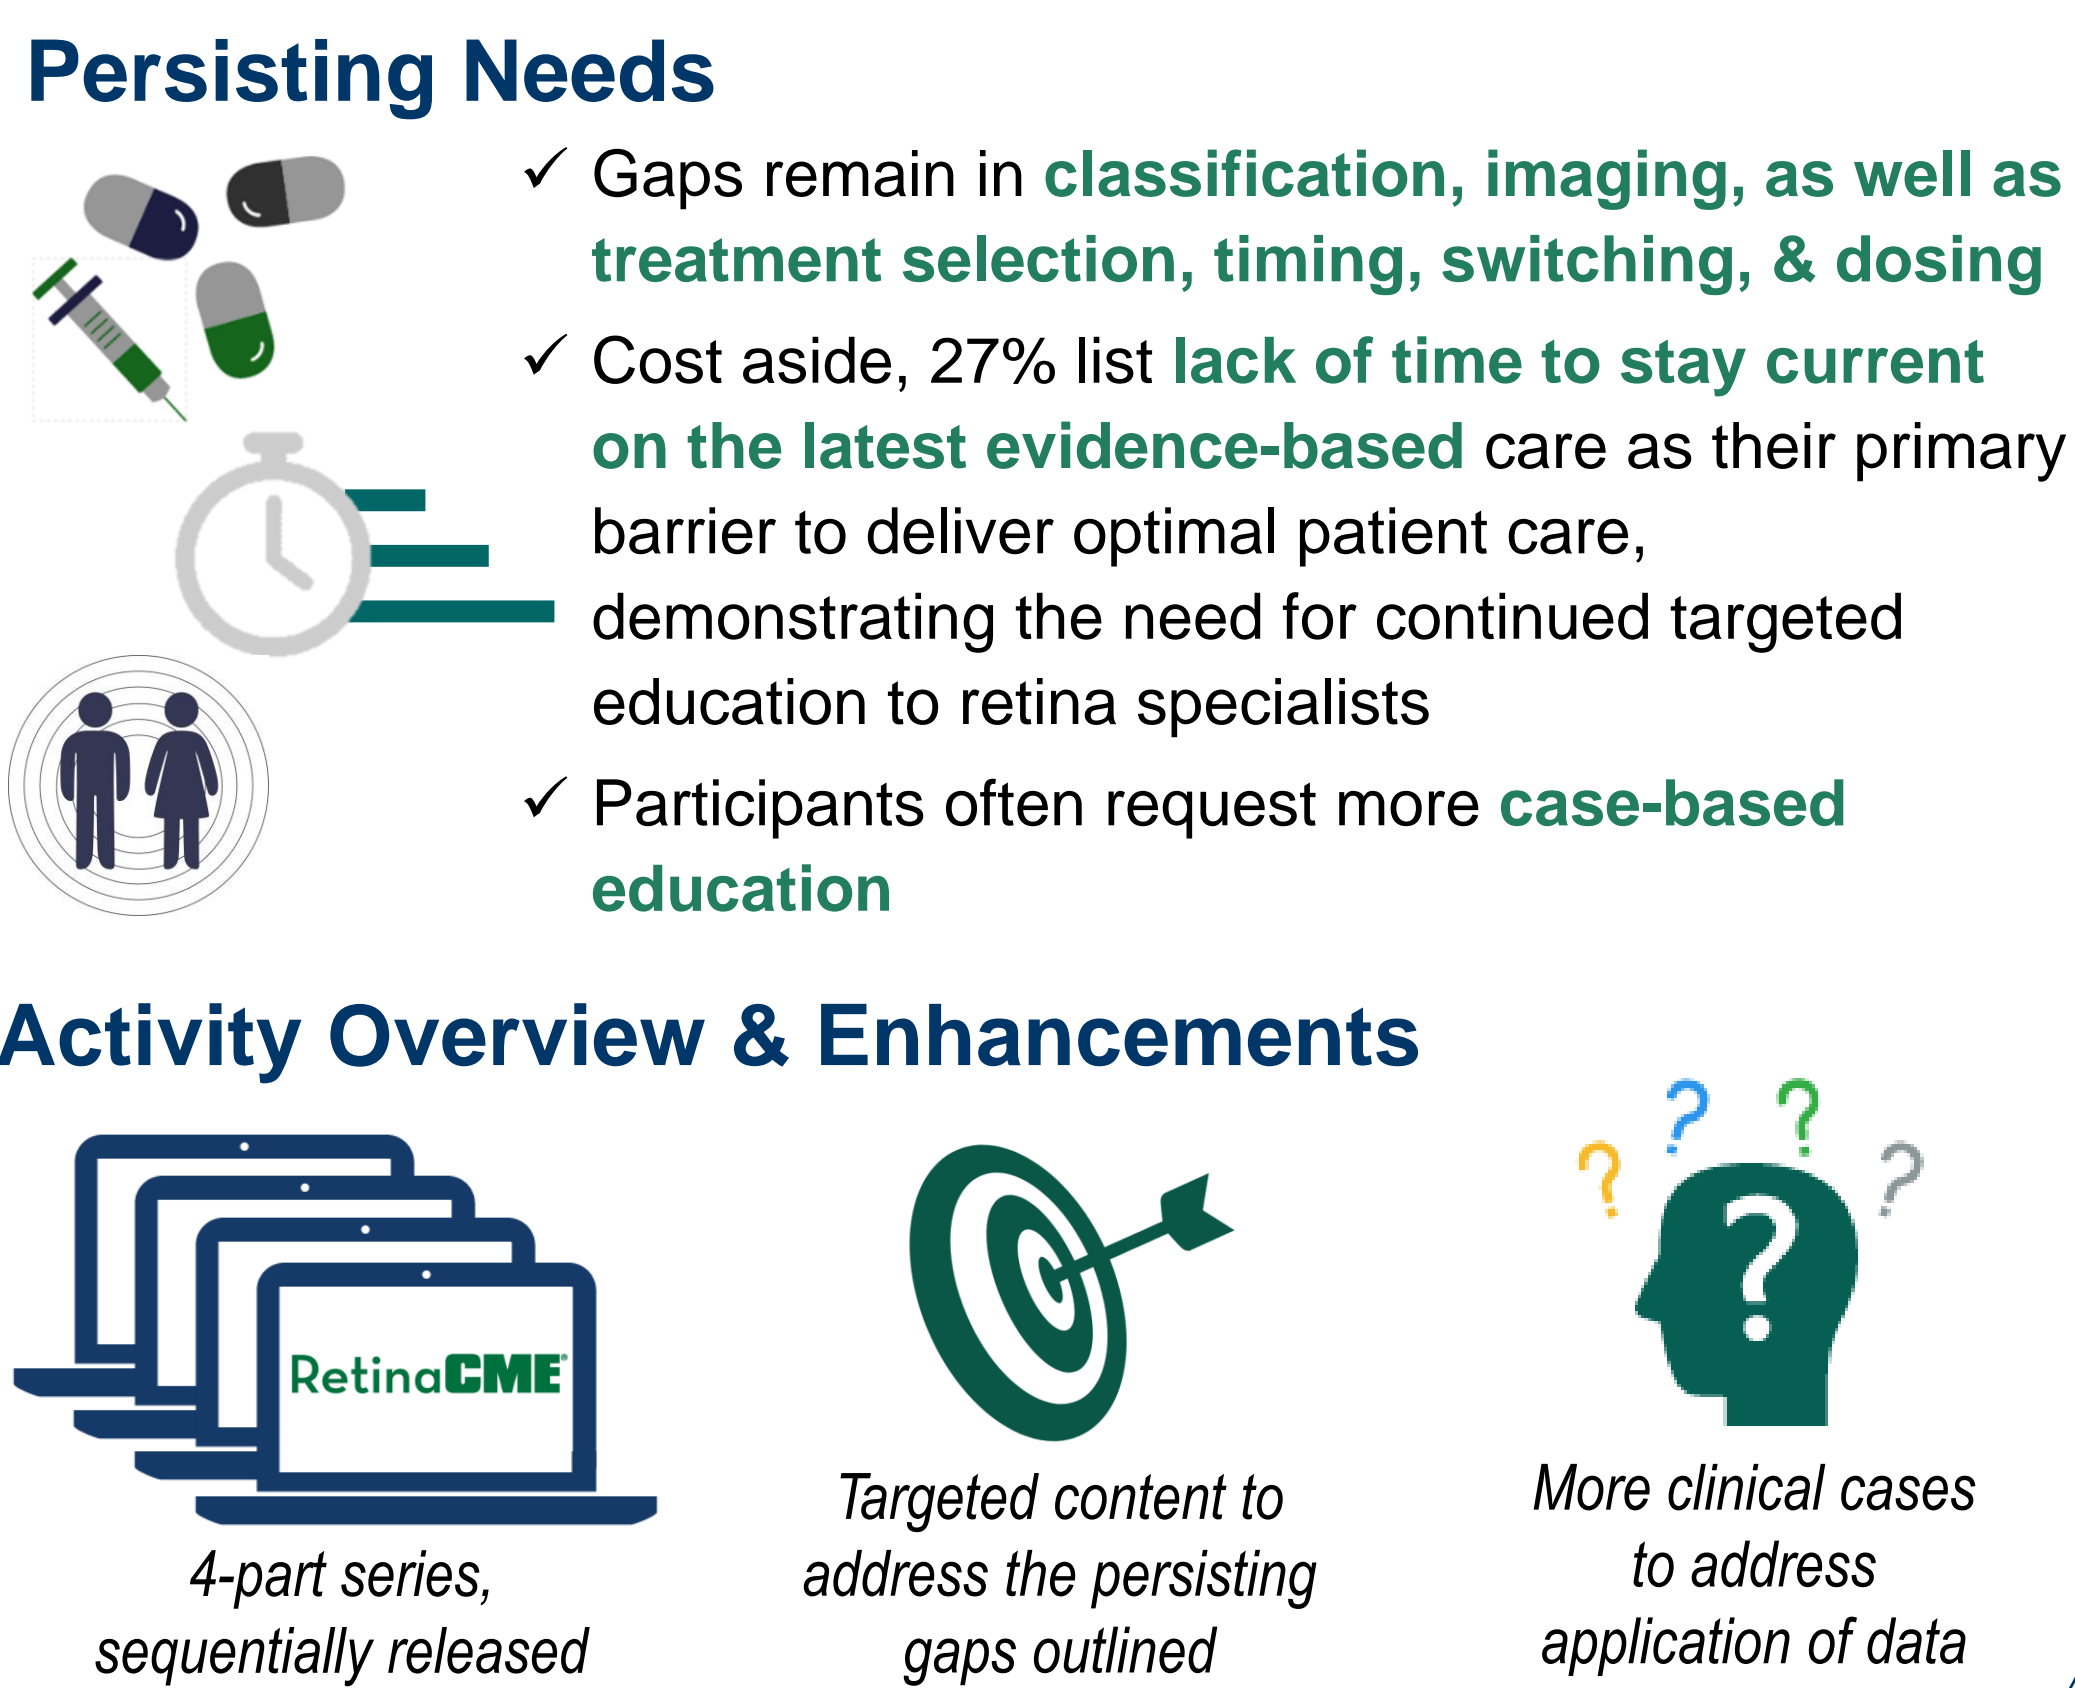 Persisting Needs
✓ Gaps remain in classification, imaging, as well as
treatment selection, timing, switching, & dosing
✓ Cost aside, 27% list lack of time to stay current
on the latest evidence-based care as their primary
barrier to deliver optimal patient care,
demonstrating the need for continued targeted
education to retina specialists
✓ Participants often request more case-based
education
Activity Overview & Enhancements
? ? ? ?
?
RetinaCME®
4-part series,
sequentially released
Targeted content to
address the persisting
gaps outlined
More clinical cases
to address
application of data